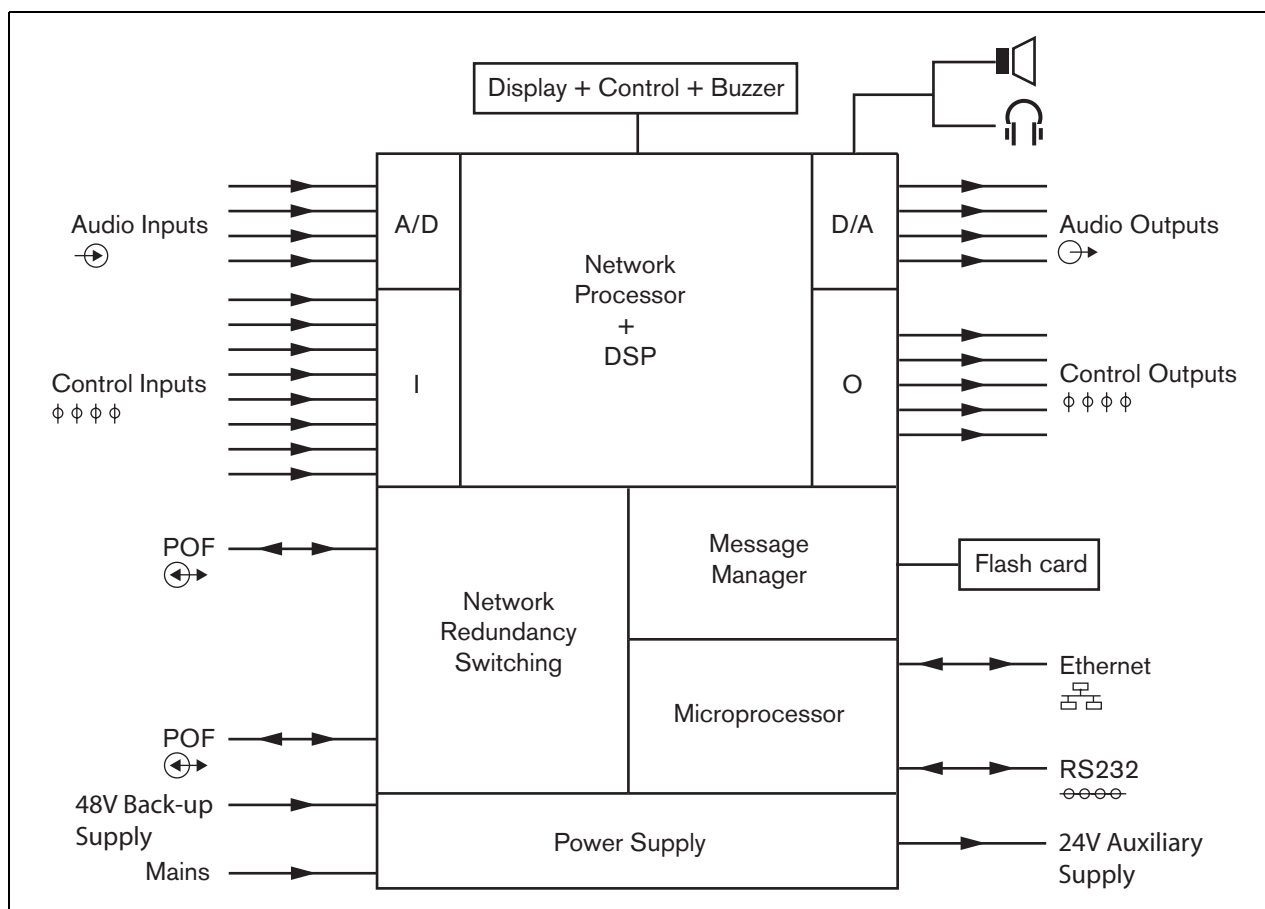 Display + Control + Buzzer
Audio Inputs
A/D
Network
Processor
+
DSP
D/A
Audio Outputs
Control Inputs
I
O
Control Outputs
POF
Network
Redundancy
Switching
Message
Manager
Flash card
Ethernet
Microprocessor
POF
RS232
48V Back-up
Supply
Power Supply
24V Auxiliary
Supply
Mains